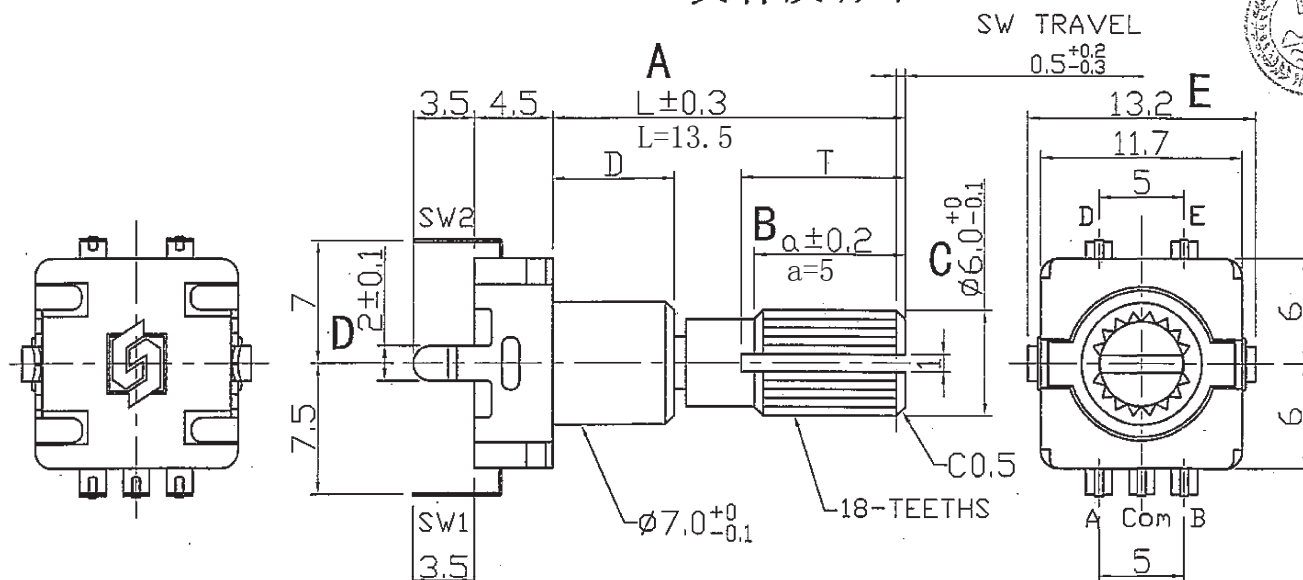 SW TRAVEL
0.5 +0.2 -0.3
A
3.5 4.5 L±0.3
L=13.5
13.2 E
11.7
D T
5
D E
SW2
B a±0.2
a=5
C Ø6.0 +0 -0.1
7
2±0.1
D
1
6
6
7.5
C0.5
18-TEETHS
Ø7.0 +0 -0.1
SW1
3.5
A Com B
5